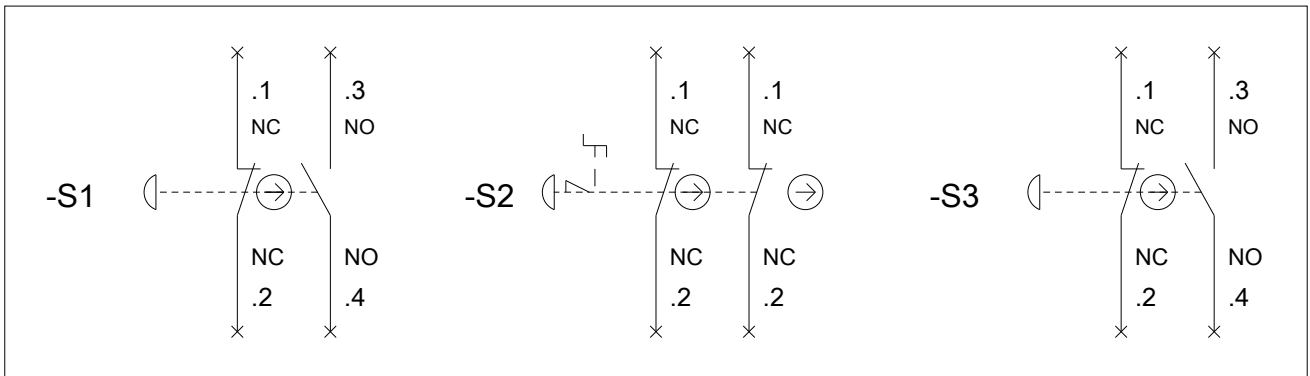 .1 .3
NC NO
-S1
NC NO
.2 .4
.1 .1
NC NC
-S2
NC NC
.2 .2
.1 .3
NC NO
-S3
NC NO
.2 .4